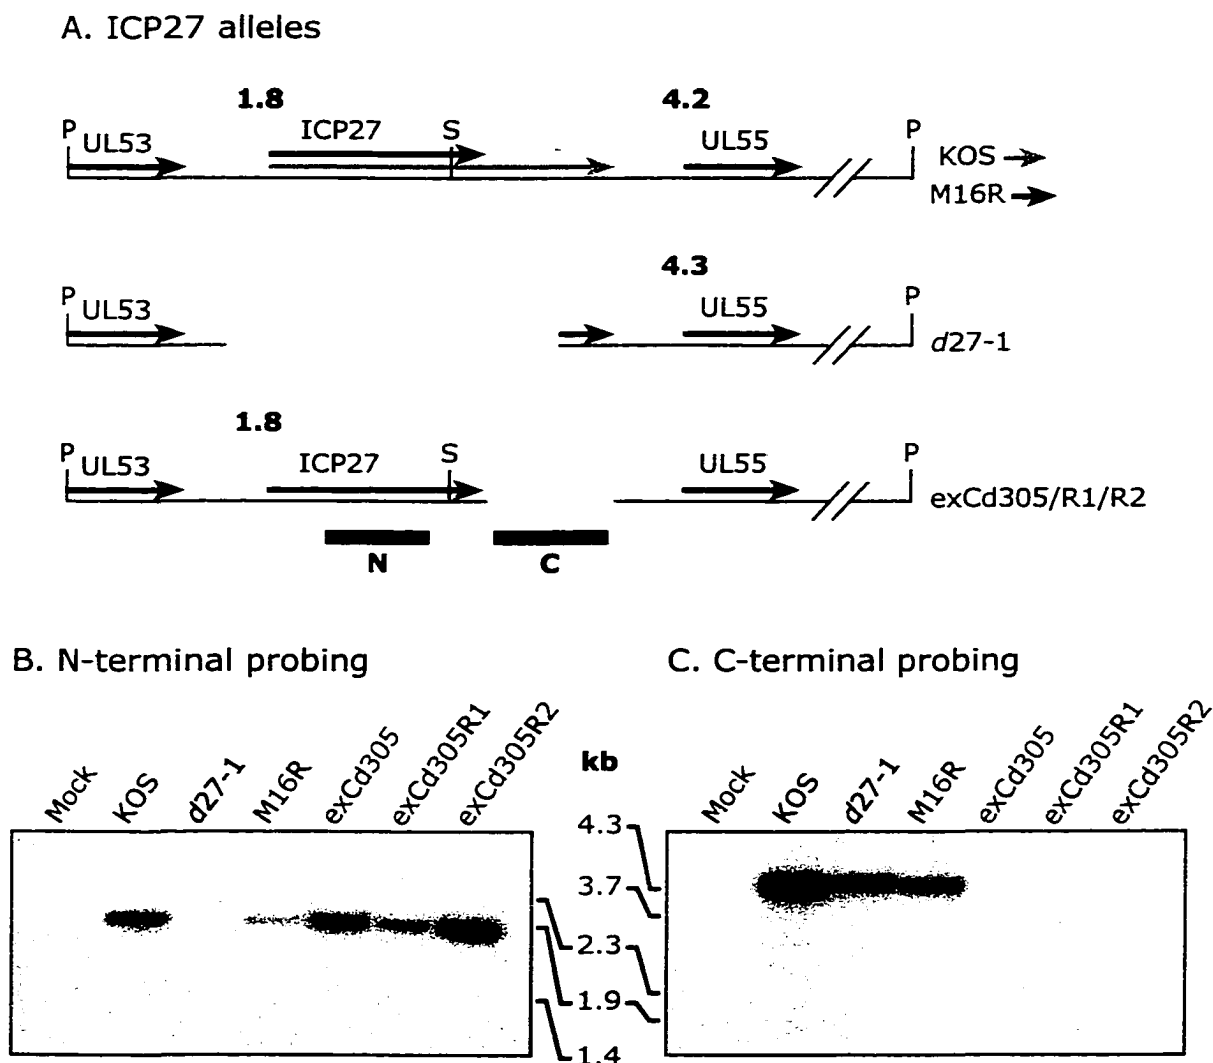 A. ICP27 alleles
1.8 4.2
P UL53 ICP27 S UL55 P KOS
M16R
4.3
P UL53 UL55 P d27-1
1.8
P UL53 ICP27 S UL55 P exCd305/R1/R2
N C
B. N-terminal probing C. C-terminal probing
Mock KOS d27-1 M16R exCd305 exCd305R1 exCd305R2 kb Mock KOS d27-1 M16R exCd305 exCd305R1 exCd305R2
4.3
3.7
2.3
1.9
1.4